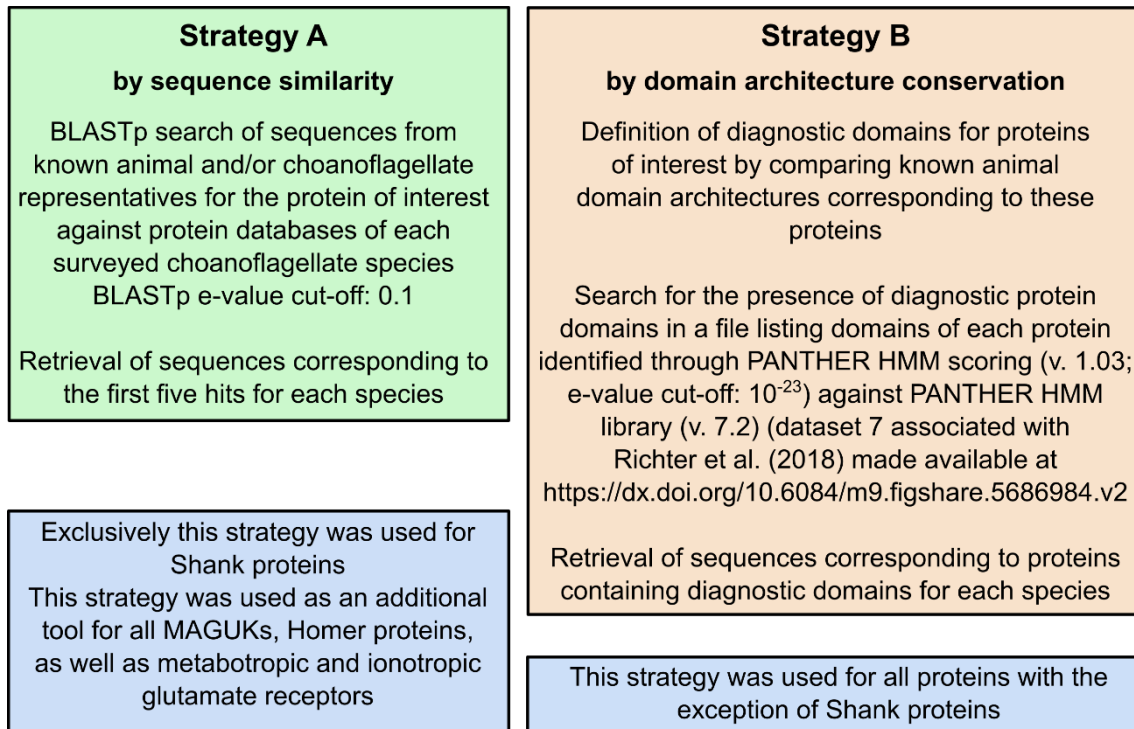 Strategy A
by sequence similarity
BLASTp search of sequences from
known animal and/or choanoflagellate
representatives for the protein of interest
against protein databases of each
surveyed choanoflagellate species
BLASTp e-value cut-off: 0.1
Retrieval of sequences corresponding to
the first five hits for each species
Exclusively this strategy was used for
Shank proteins
This strategy was used as an additional
tool for all MAGUKs, Homer proteins,
as well as metabotropic and ionotropic
glutamate receptors
Strategy B
by domain architecture conservation
Definition of diagnostic domains for proteins
of interest by comparing known animal
domain architectures corresponding to these
proteins
Search for the presence of diagnostic protein
domains in a file listing domains of each protein
identified through PANTHER HMM scoring (v. 1.03;
e-value cut-off: 10⁻²³) against PANTHER HMM
library (v. 7.2) (dataset 7 associated with
Richter et al. (2018) made available at
https://dx.doi.org/10.6084/m9.figshare.5686984.v2
Retrieval of sequences corresponding to proteins
containing diagnostic domains for each species
This strategy was used for all proteins with the
exception of Shank proteins